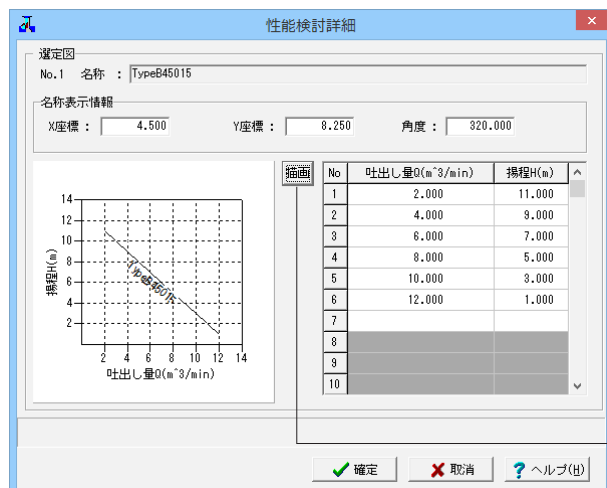 性能検討詳細
選定図
No.1 名称 : TypeB45015
名称表示情報
X座標 : 4.500 Y座標 : 8.250 角度 : 320.000
描画
No 吐出し量Q(m^3/min) 揚程H(m)
1 2.000 11.000
2 4.000 9.000
3 6.000 7.000
4 8.000 5.000
5 10.000 3.000
6 12.000 1.000
7
8
9
10
14
12
10
8
6
4
2
揚程H(m)
TypeB45015
2 4 6 8 10 12 14
吐出し量Q(m^3/min)
確定 取消 ヘルプ(H)